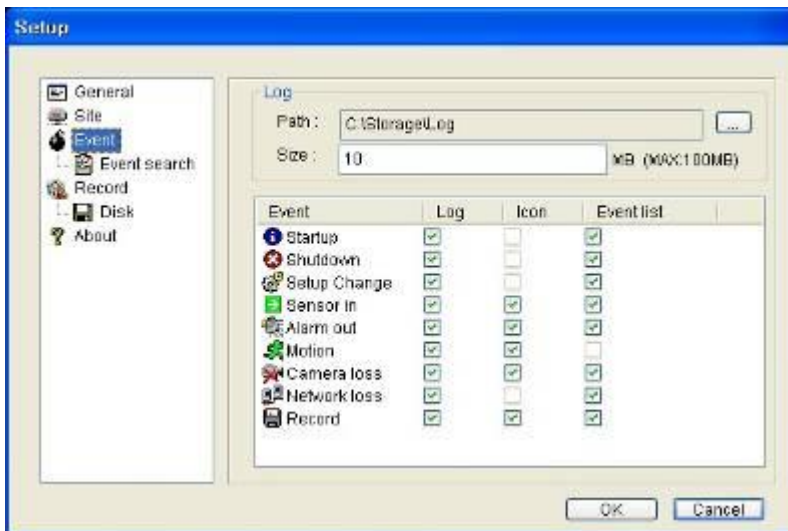 Setup
General
Site
Event
Event search
Record
Disk
About
Log
Path : C:\Storage\Log ...
Size : 10 MB (MAX:100MB)
Event Log Icon Event list
Startup
Shutdown
Setup Change
Sensor in
Alarm out
Motion
Camera loss
Network loss
Record
OK Cancel